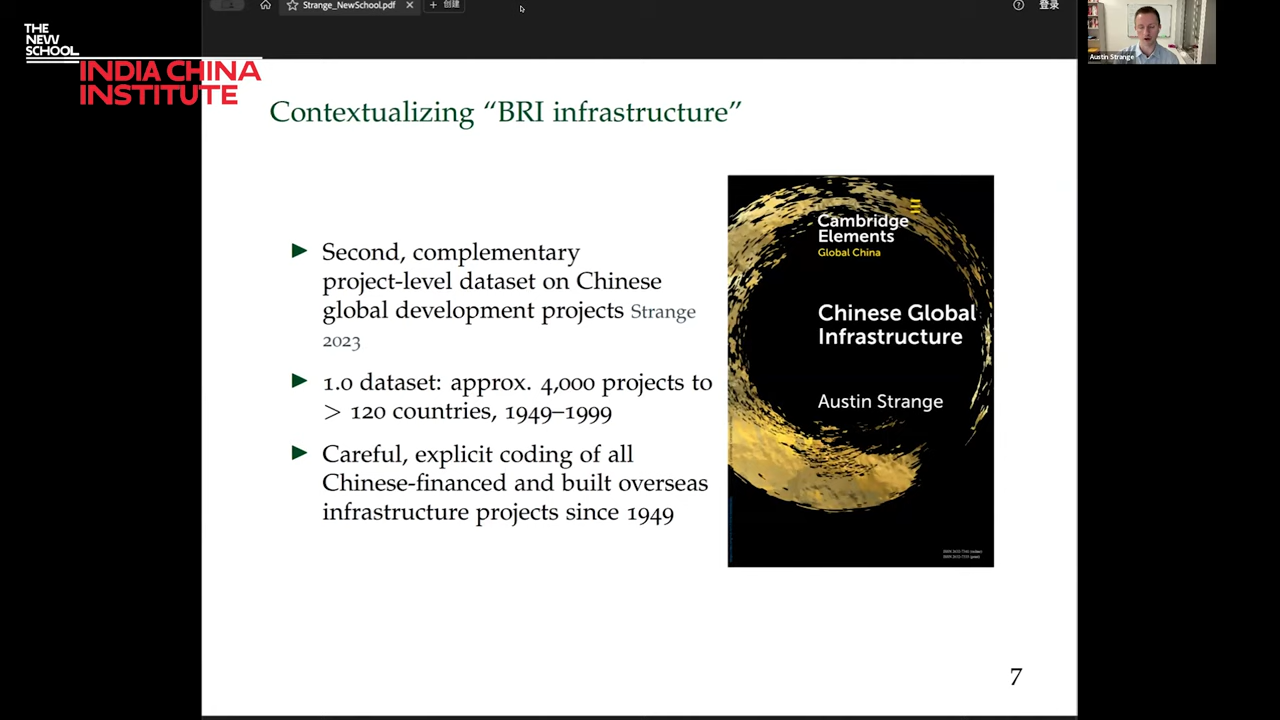 Strange_NewSchool.pdf
创建
登录
THE
NEW
SCHOOL
INDIA CHINA
INSTITUTE
Austin Strange
Contextualizing “BRI infrastructure”
▶ Second, complementary
project-level dataset on Chinese
global development projects Strange
2023
▶ 1.0 dataset: approx. 4,000 projects to
> 120 countries, 1949–1999
▶ Careful, explicit coding of all
Chinese-financed and built overseas
infrastructure projects since 1949
Cambridge
Elements
Global China
Chinese Global
Infrastructure
Austin Strange
7